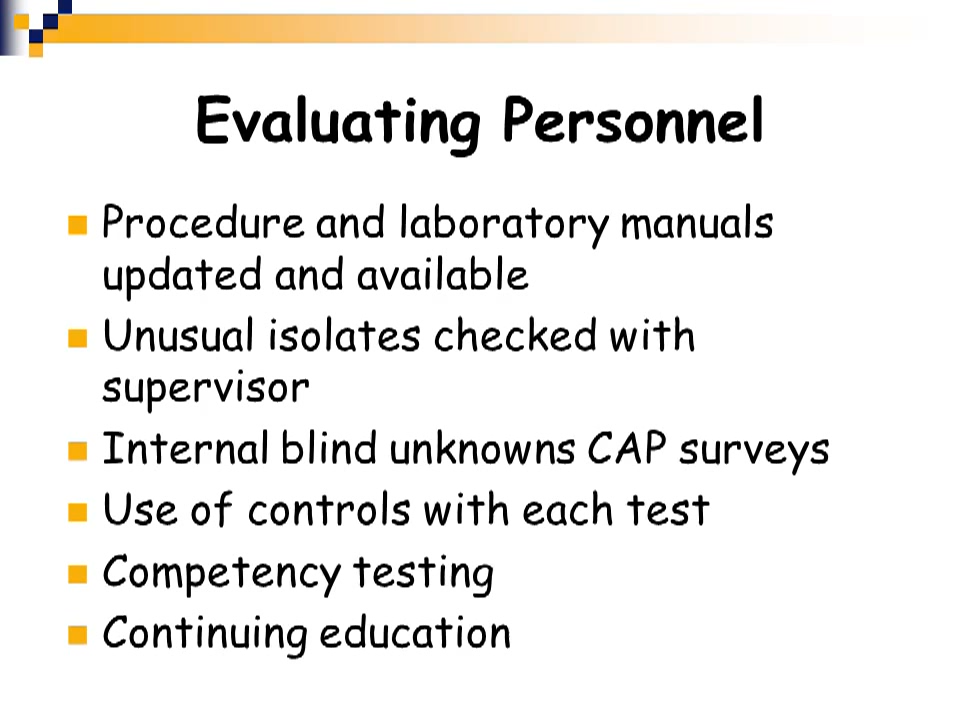 Evaluating Personnel
Procedure and laboratory manuals
updated and available
Unusual isolates checked with
supervisor
Internal blind unknowns CAP surveys
Use of controls with each test
Competency testing
Continuing education